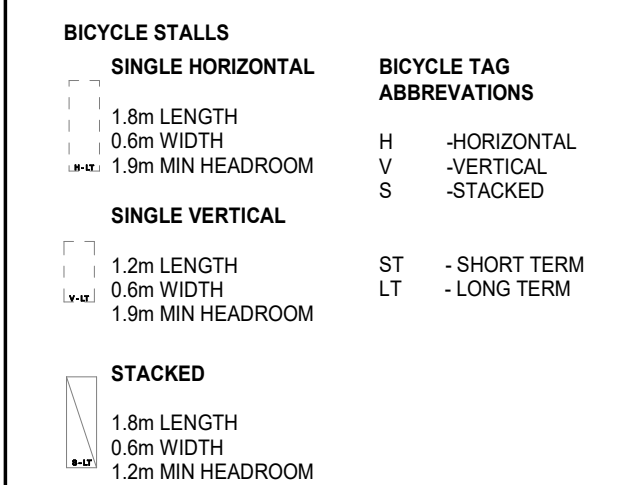 BICYCLE STALLS
SINGLE HORIZONTAL
H-LT
1.8m LENGTH
0.6m WIDTH
1.9m MIN HEADROOM
SINGLE VERTICAL
V-LT
1.2m LENGTH
0.6m WIDTH
1.9m MIN HEADROOM
STACKED
S-LT
1.8m LENGTH
0.6m WIDTH
1.2m MIN HEADROOM
BICYCLE TAG
ABBREVATIONS
H -HORIZONTAL
V -VERTICAL
S -STACKED
ST - SHORT TERM
LT - LONG TERM